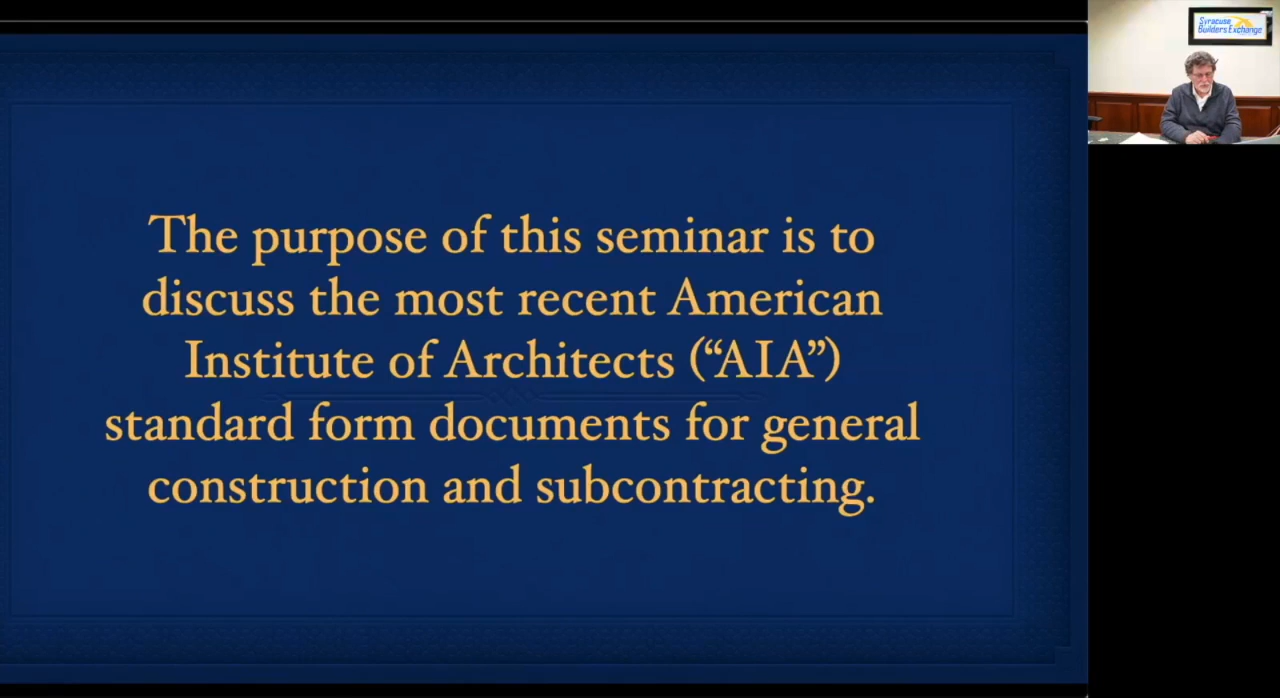 The purpose of this seminar is to
discuss the most recent American
Institute of Architects (“AIA”)
standard form documents for general
construction and subcontracting.
Syracuse
Builders Exchange